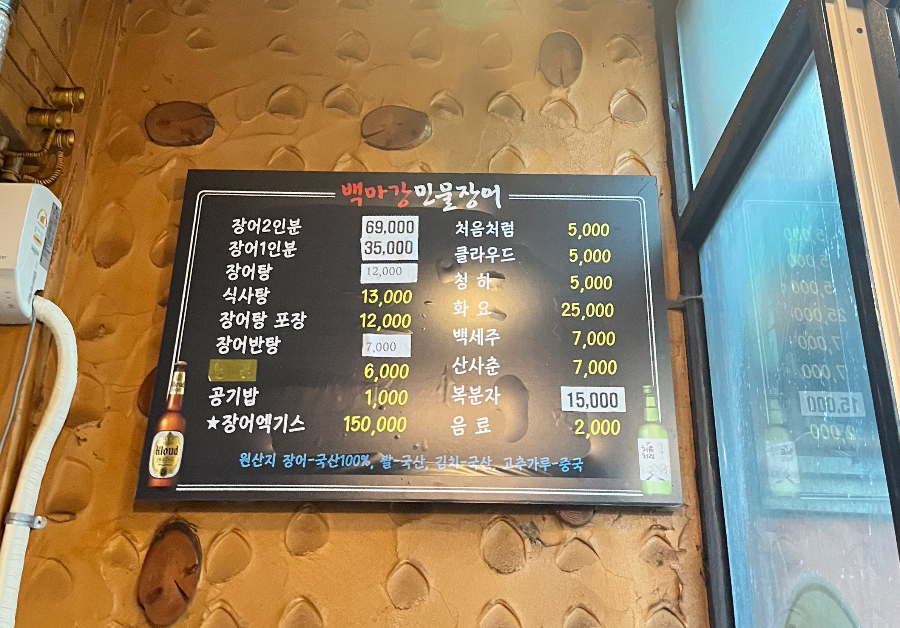 백마강민물장어
장어2인분 69,000
장어1인분 35,000
장어탕 12,000
식사탕 13,000
장어탕 포장 12,000
장어반탕 7,000
6,000
공기밥 1,000
★장어엑기스 150,000
처음처럼 5,000
클라우드 5,000
청하 5,000
화요 25,000
백세주 7,000
산사춘 7,000
복분자 15,000
음료 2,000
원산지 장어-국산100%, 쌀-국산, 김치-국산, 고추가루-중국
Kloud
처음처럼